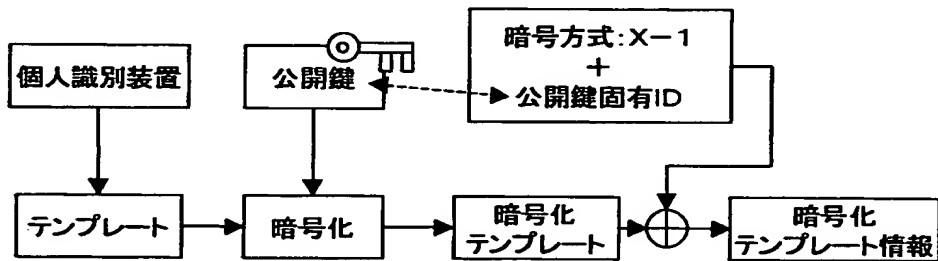 個人識別装置
公開鍵
暗号方式:X-1
+
公開鍵固有ID
テンプレート
暗号化
暗号化
テンプレート
暗号化
テンプレート情報